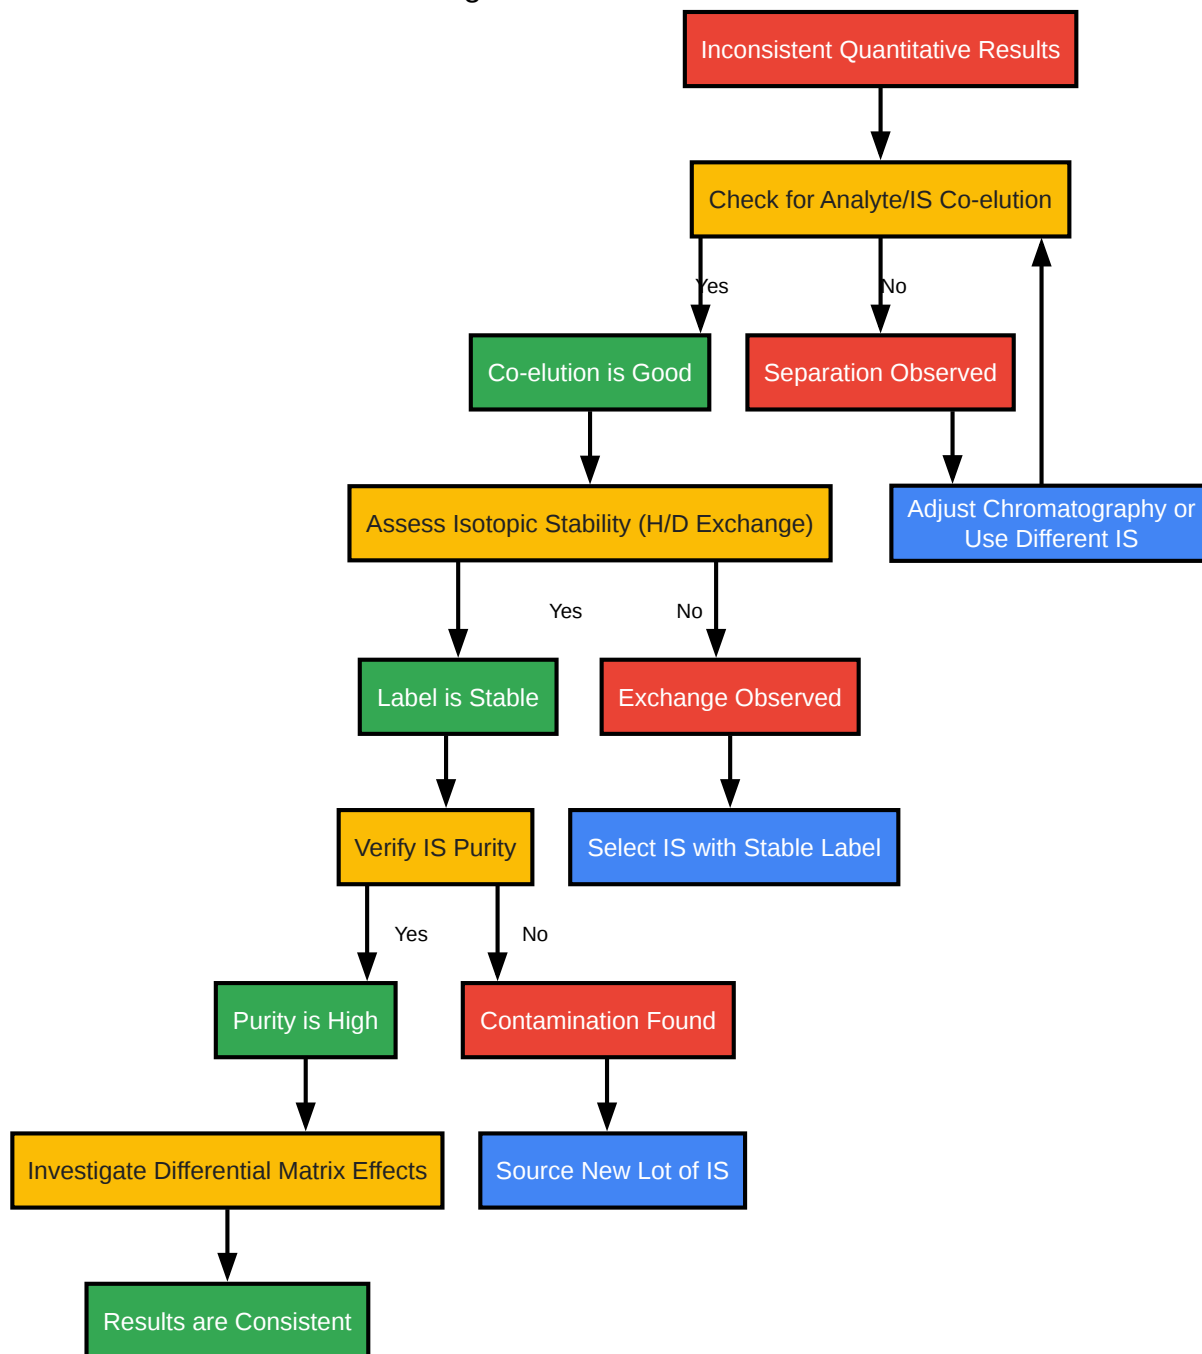 Inconsistent Quantitative Results
Check for Analyte/IS Co-elution
Yes
No
Co-elution is Good
Separation Observed
Adjust Chromatography or
Use Different IS
Assess Isotopic Stability (H/D Exchange)
Yes
No
Label is Stable
Exchange Observed
Verify IS Purity
Select IS with Stable Label
Yes
No
Purity is High
Contamination Found
Investigate Differential Matrix Effects
Source New Lot of IS
Results are Consistent